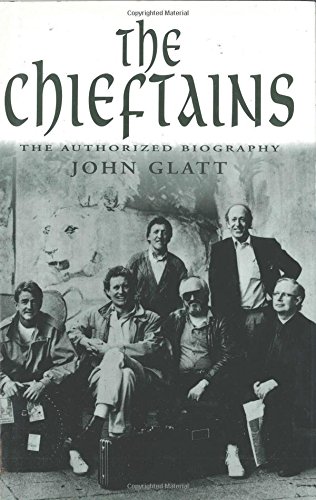 Copyrighted Material
the
Chieftains
THE AUTHORIZED BIOGRAPHY
JOHN GLATT
Copyrighted Material